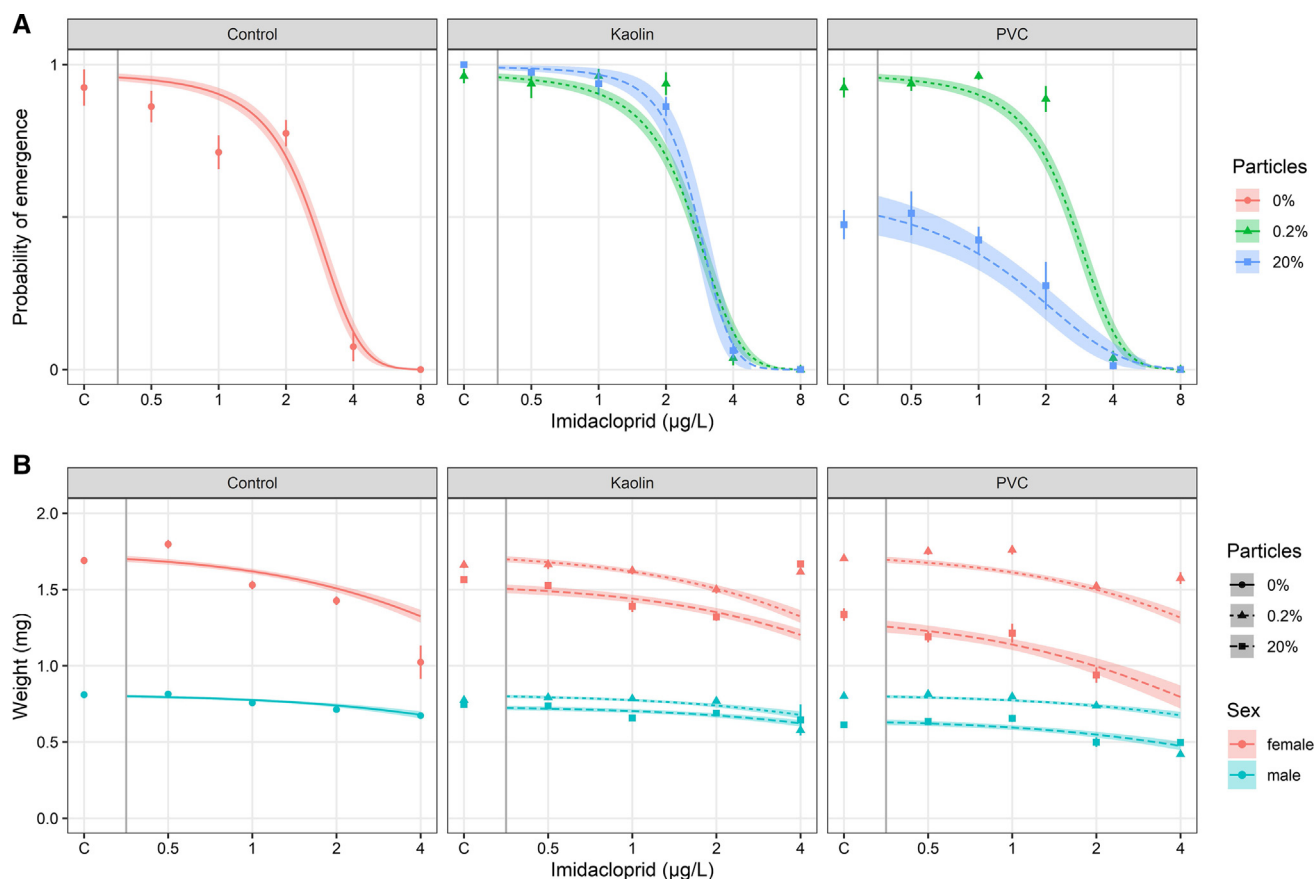 A
Control
Kaolin
PVC
1
0
Probability of emergence
C 0.5 1 2 4 8
C 0.5 1 2 4 8
C 0.5 1 2 4 8
Imidacloprid (µg/L)
Particles
0%
0.2%
20%
B
Control
Kaolin
PVC
2.0
1.5
1.0
0.5
0.0
Weight (mg)
C 0.5 1 2 4
C 0.5 1 2 4
C 0.5 1 2 4
Imidacloprid (µg/L)
Particles
0%
0.2%
20%
Sex
female
male